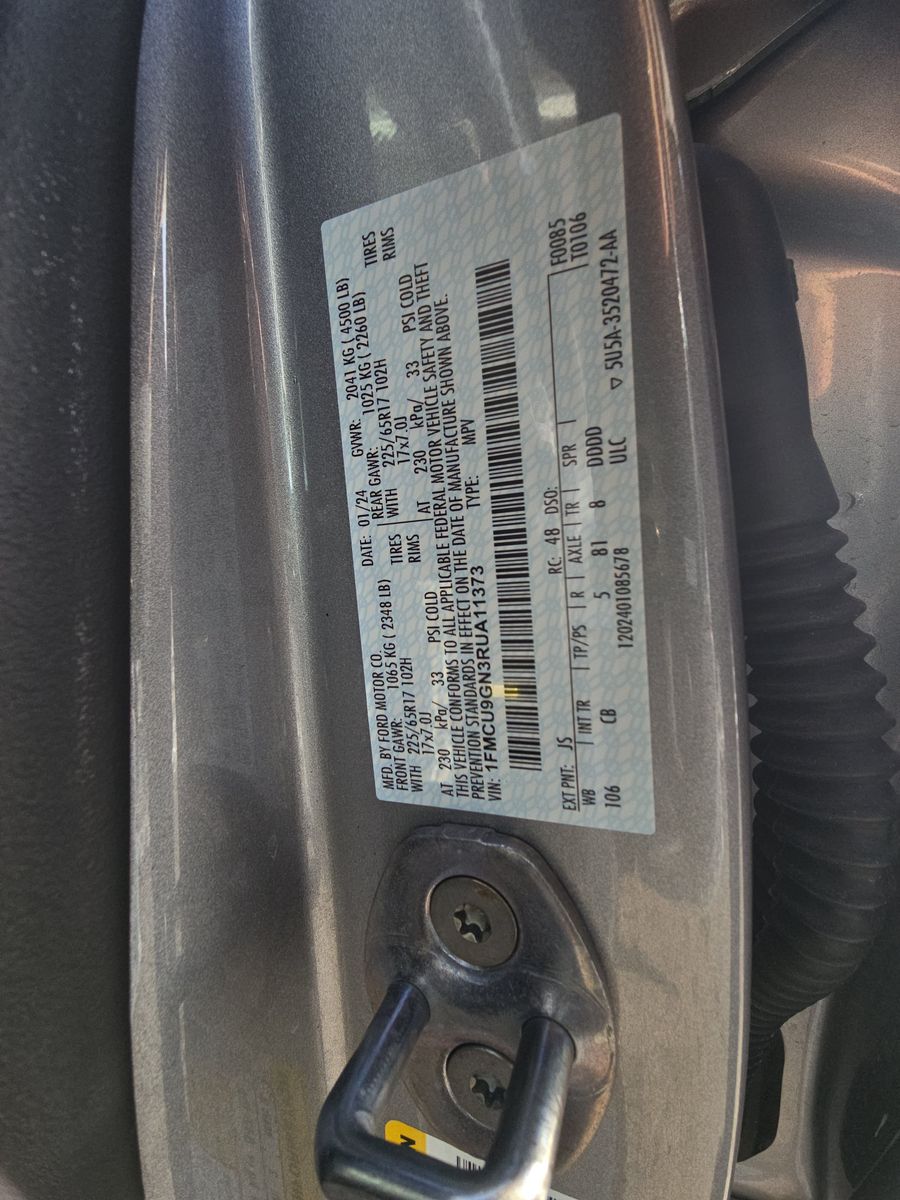 MFD. BY FORD MOTOR CO. DATE: 01/24 GVWR: 2041 KG ( 4500 LB)
FRONT GAWR: 1065 KG ( 2348 LB) REAR GAWR: 1025 KG ( 2260 LB)
WITH 225/65R17 102H TIRES WITH 225/65R17 102H TIRES
17x7.0J RIMS 17x7.0J RIMS
AT 230 kPa/ 33 PSI COLD AT 230 kPa/ 33 PSI COLD
THIS VEHICLE CONFORMS TO ALL APPLICABLE FEDERAL MOTOR VEHICLE SAFETY AND THEFT
PREVENTION STANDARDS IN EFFECT ON THE DATE OF MANUFACTURE SHOWN ABOVE.
VIN: 1FMCU9GN3RUA11373 TYPE: MPV
EXT PNT: JS RC: 48 DSO: F0085
WB INT TR TP/PS R AXLE TR SPR T0106
106 CB 5 81 8 DDDD
1202401085678 ULC ▽ 5U5A-3520472-AA